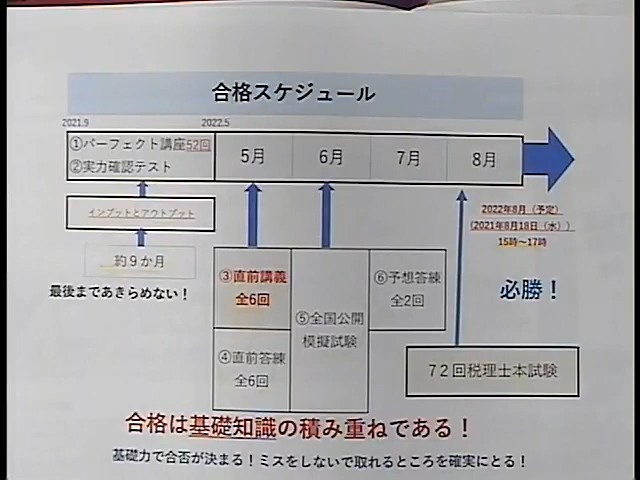 合格スケジュール
2021.9
2022.5
①パーフェクト講座52回
②実力確認テスト
5月
6月
7月
8月
インプットとアウトプット
約9か月
最後まであきらめない！
③直前講義
全6回
④直前答練
全6回
⑤全国公開
模擬試験
⑥予想答練
全2回
2022年8月（予定）
(2021年8月18日（水））
15時～17時
必勝！
72回税理士本試験
合格は基礎知識の積み重ねである！
基礎力で合否が決まる！ミスをしないで取れるところを確実にとる！